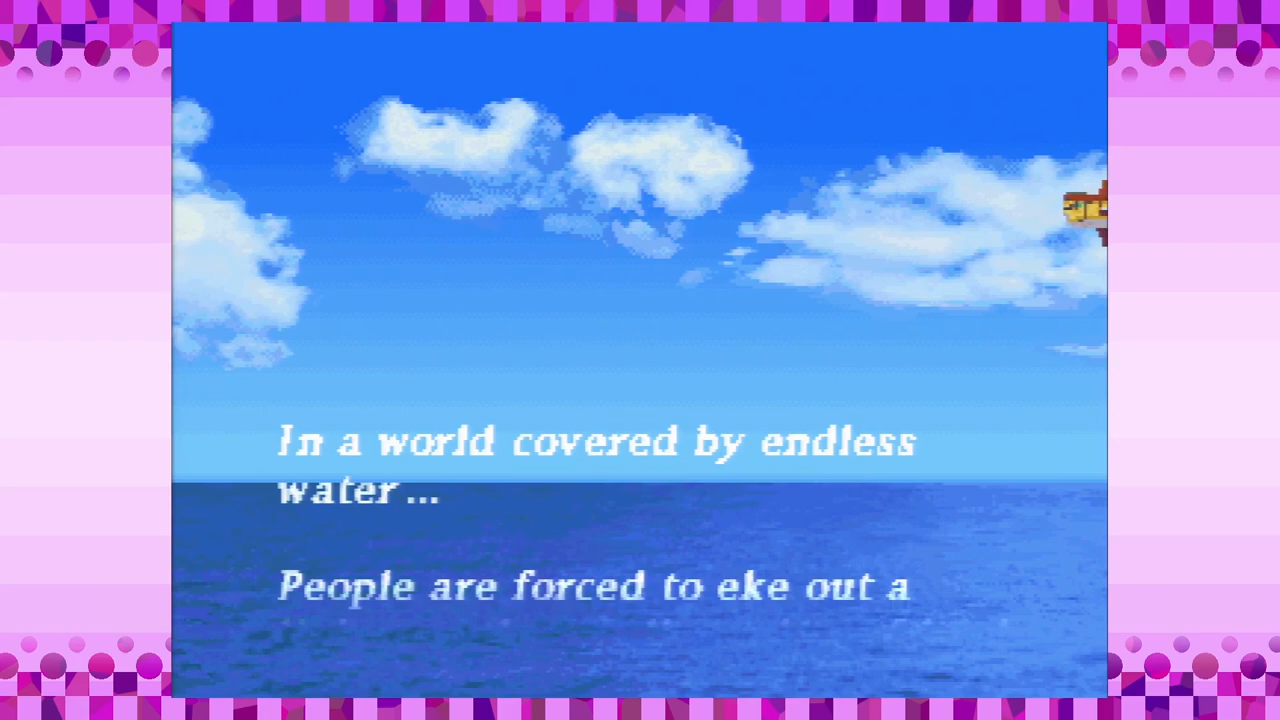 In a world covered by endless
water...
People are forced to eke out a